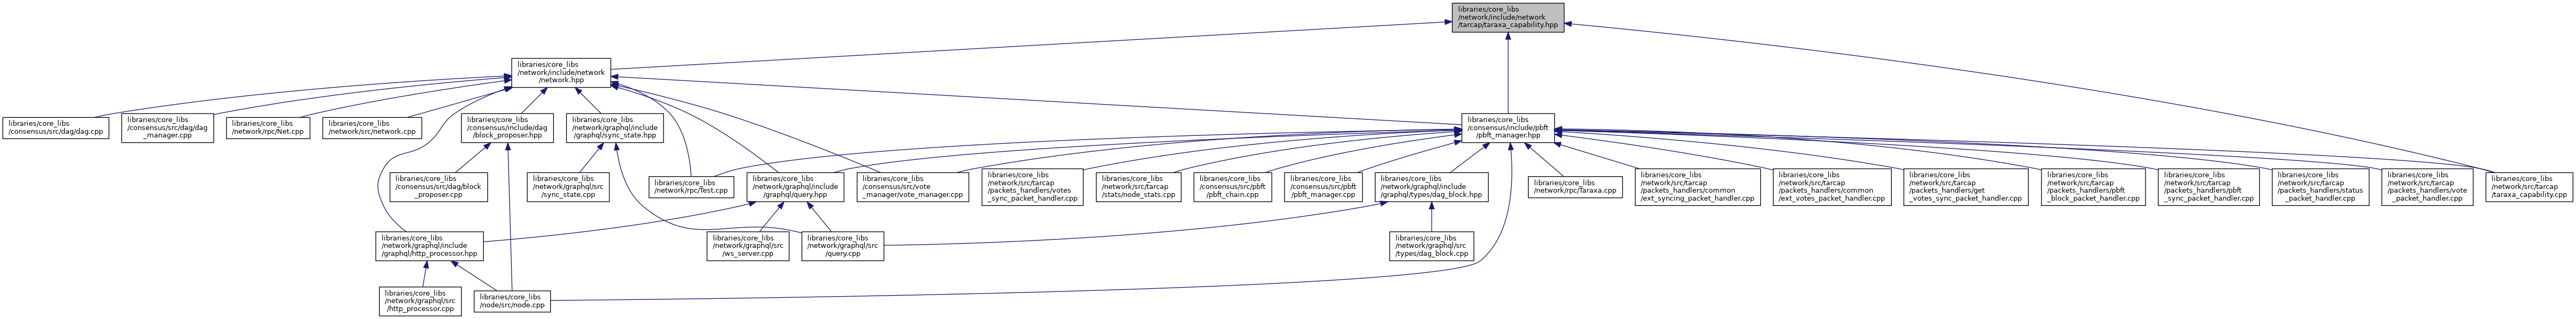 libraries/core_libs
/network/include/network
/tarcap/taraxa_capability.hpp
libraries/core_libs
/network/include/network
/network.hpp
libraries/core_libs
/consensus/src/dag/dag.cpp
libraries/core_libs
/consensus/src/dag/dag
_manager.cpp
libraries/core_libs
/network/rpc/Net.cpp
libraries/core_libs
/network/src/network.cpp
libraries/core_libs
/consensus/include/dag
/block_proposer.hpp
libraries/core_libs
/network/graphql/include
/graphql/sync_state.hpp
libraries/core_libs
/consensus/include/pbft
/pbft_manager.hpp
libraries/core_libs
/consensus/src/dag/block
_proposer.cpp
libraries/core_libs
/network/graphql/src
/sync_state.cpp
libraries/core_libs
/network/rpc/Test.cpp
libraries/core_libs
/network/graphql/include
/graphql/query.hpp
libraries/core_libs
/consensus/src/vote
_manager/vote_manager.cpp
libraries/core_libs
/network/src/tarcap
/packets_handlers/votes
_sync_packet_handler.cpp
libraries/core_libs
/network/src/tarcap
/stats/node_stats.cpp
libraries/core_libs
/consensus/src/pbft
/pbft_chain.cpp
libraries/core_libs
/consensus/src/pbft
/pbft_manager.cpp
libraries/core_libs
/network/graphql/include
/graphql/types/dag_block.hpp
libraries/core_libs
/network/rpc/Taraxa.cpp
libraries/core_libs
/network/src/tarcap
/packets_handlers/common
/ext_syncing_packet_handler.cpp
libraries/core_libs
/network/src/tarcap
/packets_handlers/common
/ext_votes_packet_handler.cpp
libraries/core_libs
/network/src/tarcap
/packets_handlers/get
_votes_sync_packet_handler.cpp
libraries/core_libs
/network/src/tarcap
/packets_handlers/pbft
_block_packet_handler.cpp
libraries/core_libs
/network/src/tarcap
/packets_handlers/pbft
_sync_packet_handler.cpp
libraries/core_libs
/network/src/tarcap
/packets_handlers/status
_packet_handler.cpp
libraries/core_libs
/network/src/tarcap
/packets_handlers/vote
_packet_handler.cpp
libraries/core_libs
/network/src/tarcap
/taraxa_capability.cpp
libraries/core_libs
/network/graphql/include
/graphql/http_processor.hpp
libraries/core_libs
/network/graphql/src
/ws_server.cpp
libraries/core_libs
/network/graphql/src
/query.cpp
libraries/core_libs
/network/graphql/src
/types/dag_block.cpp
libraries/core_libs
/network/graphql/src
/http_processor.cpp
libraries/core_libs
/node/src/node.cpp